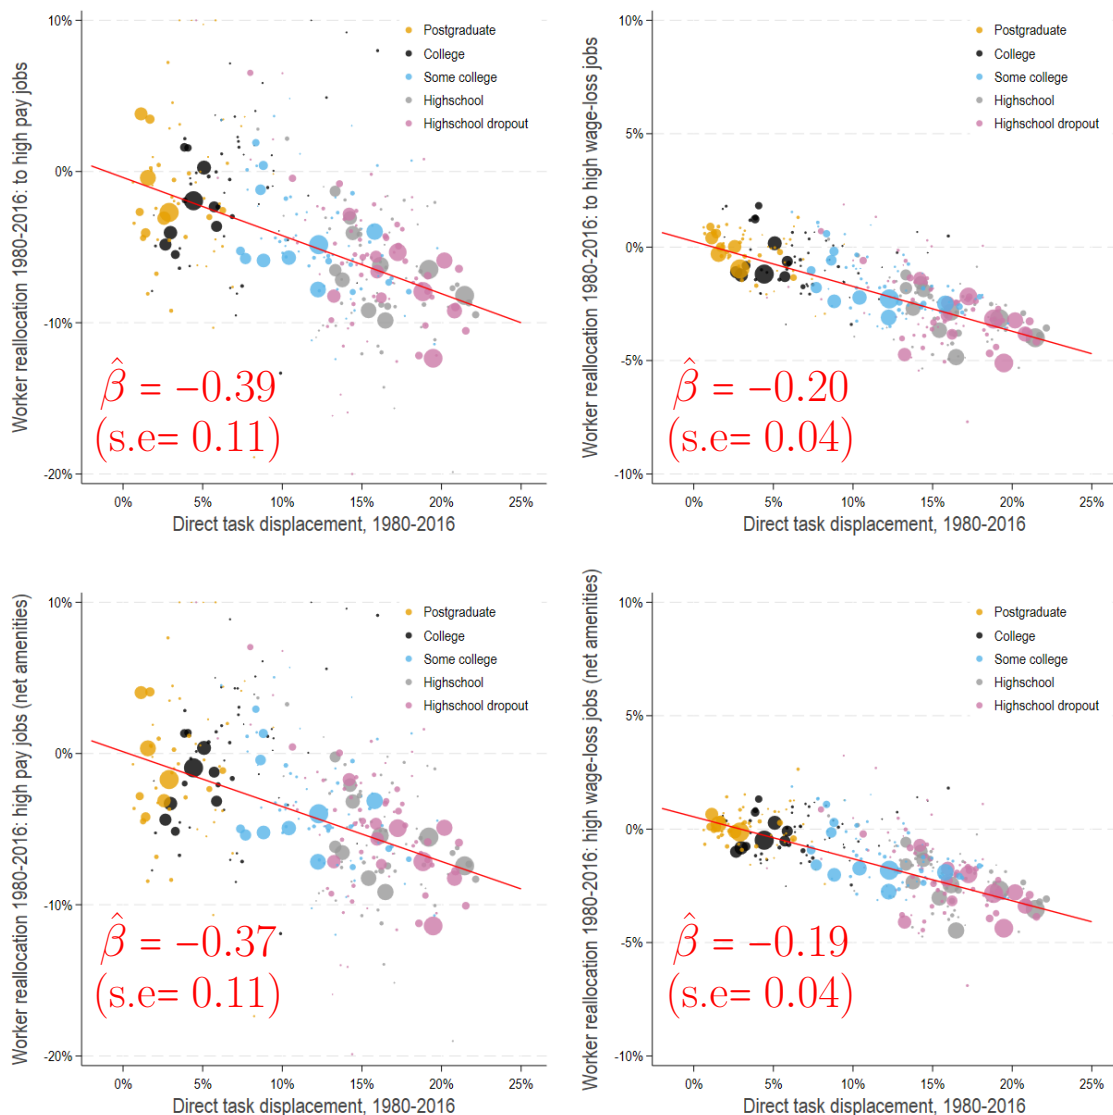 Worker reallocation 1980-2016: to high pay jobs
10%
0%
-10%
-20%
Postgraduate
College
Some college
Highschool
Highschool dropout
β̂ = −0.39
(s.e= 0.11)
0% 5% 10% 15% 20% 25%
Direct task displacement, 1980-2016
Worker reallocation 1980-2016: to high wage-loss jobs
10%
5%
0%
-5%
-10%
Postgraduate
College
Some college
Highschool
Highschool dropout
β̂ = −0.20
(s.e= 0.04)
0% 5% 10% 15% 20% 25%
Direct task displacement, 1980-2016
Worker reallocation 1980-2016: high pay jobs (net amenities)
10%
0%
-10%
-20%
Postgraduate
College
Some college
Highschool
Highschool dropout
β̂ = −0.37
(s.e= 0.11)
0% 5% 10% 15% 20% 25%
Direct task displacement, 1980-2016
Worker reallocation 1980-2016: high wage-loss jobs (net amenities)
10%
5%
0%
-5%
-10%
Postgraduate
College
Some college
Highschool
Highschool dropout
β̂ = −0.19
(s.e= 0.04)
0% 5% 10% 15% 20% 25%
Direct task displacement, 1980-2016